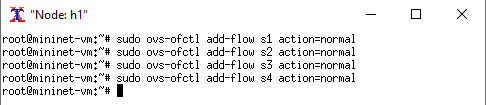 "Node: h1"
root@mininet-vm:~# sudo ovs-ofctl add-flow s1 action=normal
root@mininet-vm:~# sudo ovs-ofctl add-flow s2 action=normal
root@mininet-vm:~# sudo ovs-ofctl add-flow s3 action=normal
root@mininet-vm:~# sudo ovs-ofctl add-flow s4 action=normal
root@mininet-vm:~#